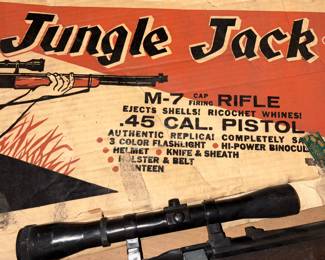 Jungle Jack
M-7 CAP FIRING RIFLE
EJECTS SHELLS! RICOCHET WHINES!
.45 CAL. PISTOL
AUTHENTIC REPLICA! COMPLETELY
• 3 COLOR FLASHLIGHT • HI-POWER
• HELMET • KNIFE & SHEATH
• HOLSTER & BELT